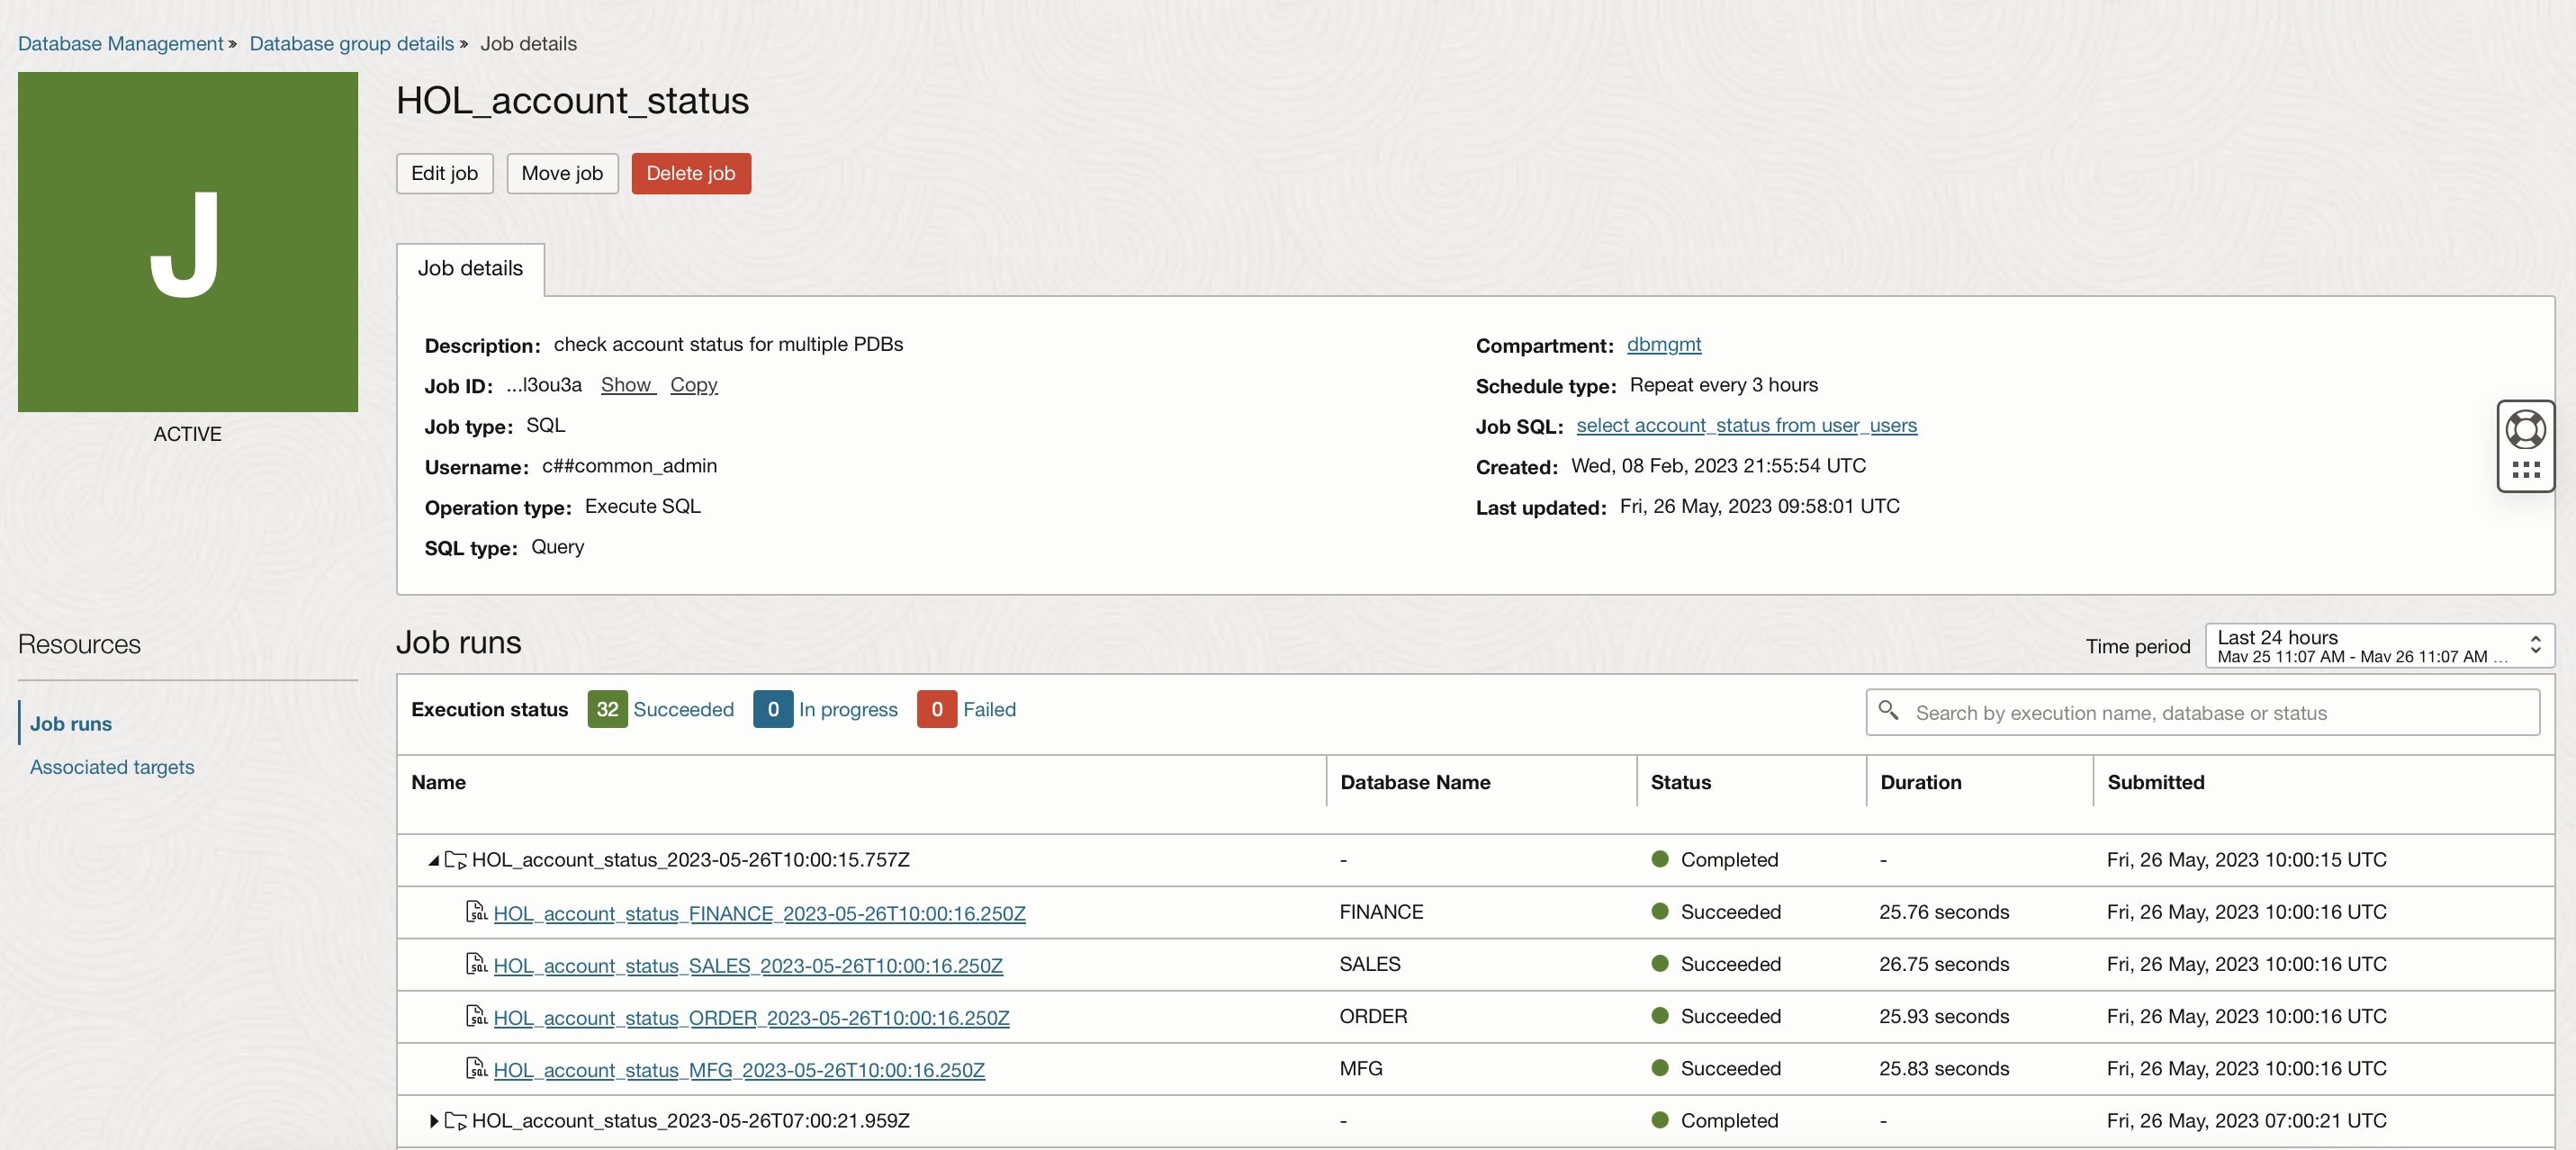 Database Management » Database group details » Job details
J
ACTIVE
HOL_account_status
Edit job Move job Delete job
Job details
Description: check account status for multiple PDBs
Job ID: ...l3ou3a Show Copy
Job type: SQL
Username: c##common_admin
Operation type: Execute SQL
SQL type: Query
Compartment: dbmgmt
Schedule type: Repeat every 3 hours
Job SQL: select account_status from user_users
Created: Wed, 08 Feb, 2023 21:55:54 UTC
Last updated: Fri, 26 May, 2023 09:58:01 UTC
Resources
Job runs
Associated targets
Job runs
Time period Last 24 hours
May 25 11:07 AM - May 26 11:07 AM ...
Execution status 32 Succeeded 0 In progress 0 Failed
Search by execution name, database or status
Name Database Name Status Duration Submitted
HOL_account_status_2023-05-26T10:00:15.757Z - Completed - Fri, 26 May, 2023 10:00:15 UTC
SQL HOL_account_status_FINANCE_2023-05-26T10:00:16.250Z FINANCE Succeeded 25.76 seconds Fri, 26 May, 2023 10:00:16 UTC
SQL HOL_account_status_SALES_2023-05-26T10:00:16.250Z SALES Succeeded 26.75 seconds Fri, 26 May, 2023 10:00:16 UTC
SQL HOL_account_status_ORDER_2023-05-26T10:00:16.250Z ORDER Succeeded 25.93 seconds Fri, 26 May, 2023 10:00:16 UTC
SQL HOL_account_status_MFG_2023-05-26T10:00:16.250Z MFG Succeeded 25.83 seconds Fri, 26 May, 2023 10:00:16 UTC
HOL_account_status_2023-05-26T07:00:21.959Z - Completed - Fri, 26 May, 2023 07:00:21 UTC